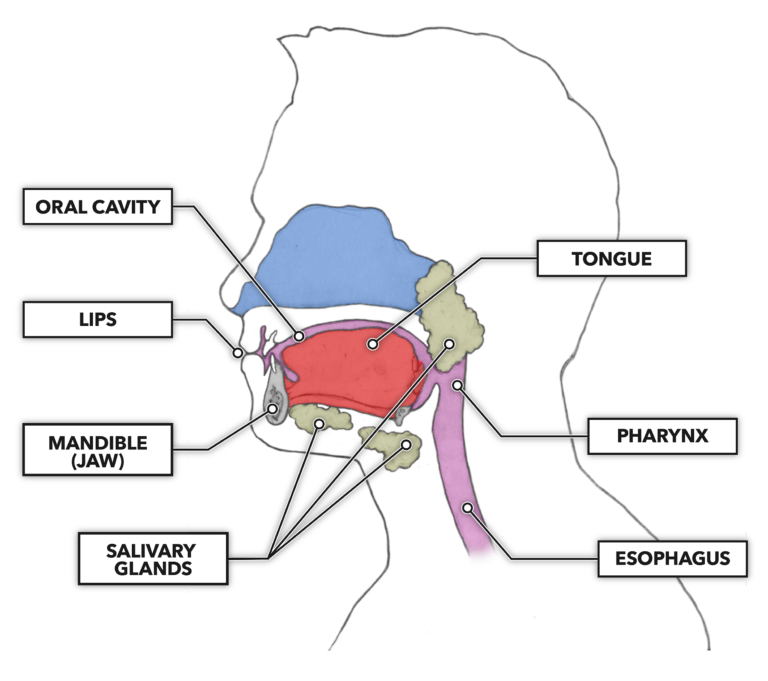 ORAL CAVITY
TONGUE
LIPS
MANDIBLE
(JAW)
PHARYNX
SALIVARY
GLANDS
ESOPHAGUS